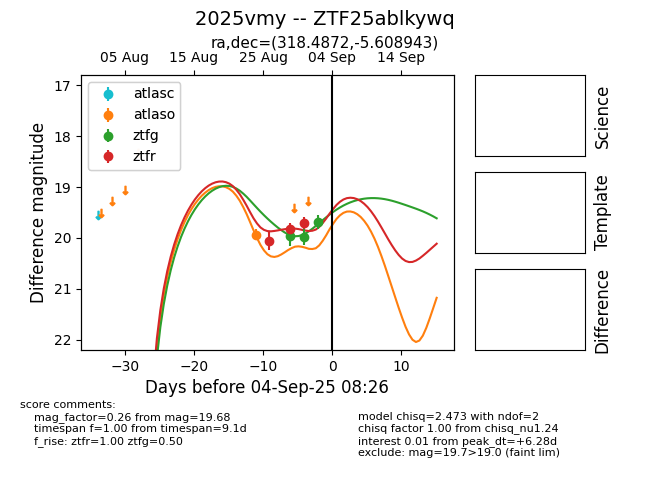 2025vmy -- ZTF25ablkywq
ra,dec=(318.4872,-5.608943)
05 Aug 15 Aug 25 Aug 04 Sep 14 Sep
17
18
19
20
21
22
Difference magnitude
atlasc
atlaso
ztfg
ztfr
−30 −20 −10 0 10
Days before 04-Sep-25 08:26
Science
Template
Difference
score comments:
mag_factor=0.26 from mag=19.68
timespan f=1.00 from timespan=9.1d
f_rise: ztfr=1.00 ztfg=0.50
model chisq=2.473 with ndof=2
chisq factor 1.00 from chisq_nu1.24
interest 0.01 from peak_dt=+6.28d
exclude: mag=19.7>19.0 (faint lim)